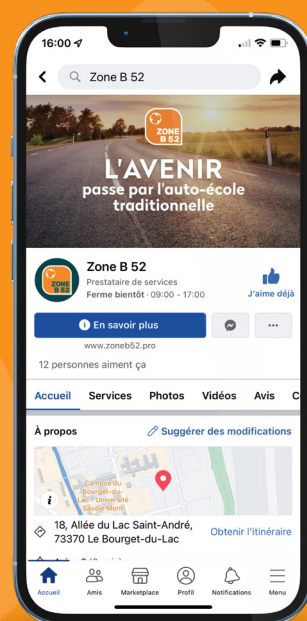 16:00
Zone B 52
ZONE
B 52
L'AVENIR
passe par l'auto-école
traditionnelle
ZONE
B 52
Zone B 52
Prestataire de services
Ferme bientôt · 09:00 - 17:00
J'aime déjà
En savoir plus
www.zoneb52.pro
12 personnes aiment ça
Accueil Services Photos Vidéos Avis C
À propos
Suggérer des modifications
Campus du
Bourget-du-
Lac - Université
Savoie Mont
18, Allée du Lac Saint-André,
73370 Le Bourget-du-Lac
Obtenir l'itinéraire
Accueil Amis Marketplace Profil Notifications Menu